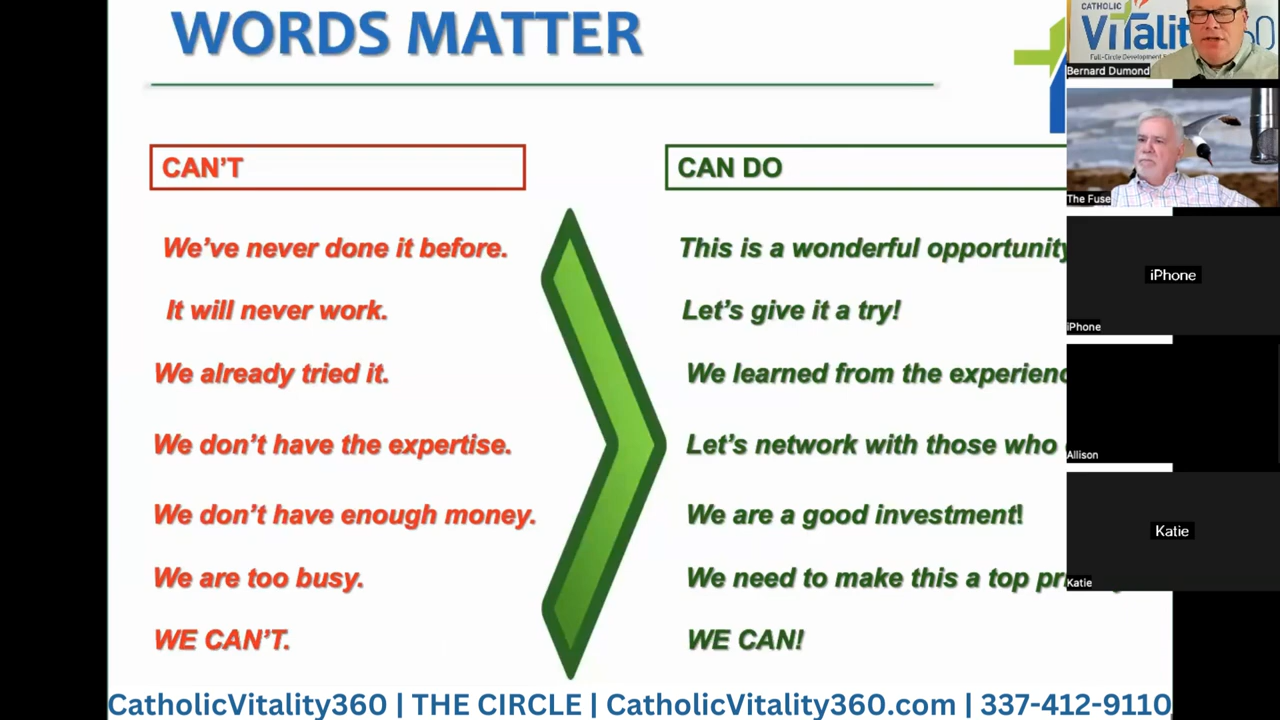 WORDS MATTER
CAN'T
We've never done it before.
It will never work.
We already tried it.
We don't have the expertise.
We don't have enough money.
We are too busy.
WE CAN'T.
CAN DO
This is a wonderful opportunity
Let's give it a try!
We learned from the
Let's network with those who
We are a good investment!
We need to make this a top
WE CAN!
CATHOLIC
Bernard Dumond
The Fuse
iPhone
iPhone
Allison
Katie
Katie
CatholicVitality360 | THE CIRCLE | CatholicVitality360.com | 337-412-9110